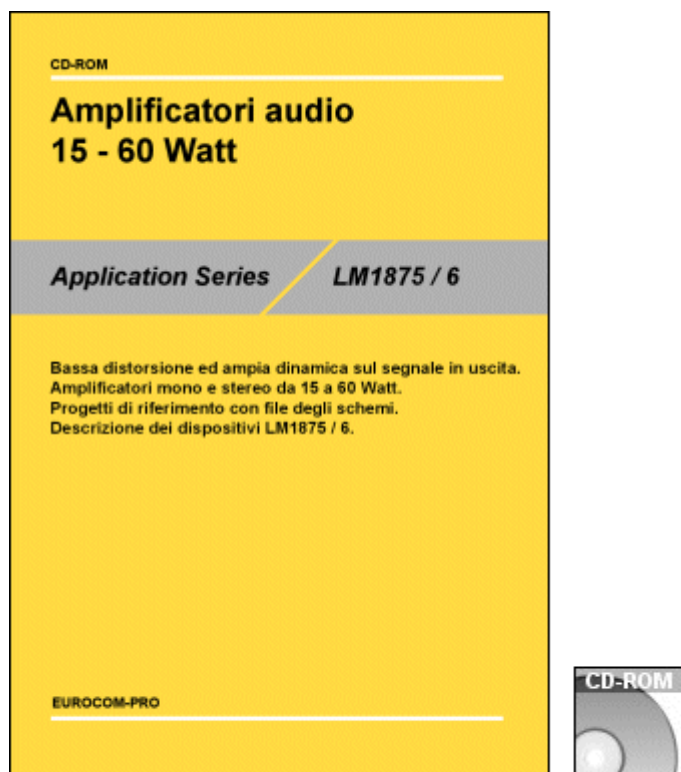 CD-ROM
Amplificatori audio
15 - 60 Watt
Application Series LM1875 / 6
Bassa distorsione ed ampia dinamica sul segnale in uscita.
Amplificatori mono e stereo da 15 a 60 Watt.
Progetti di riferimento con file degli schemi.
Descrizione dei dispositivi LM1875 / 6.
EUROCOM-PRO
CD-ROM